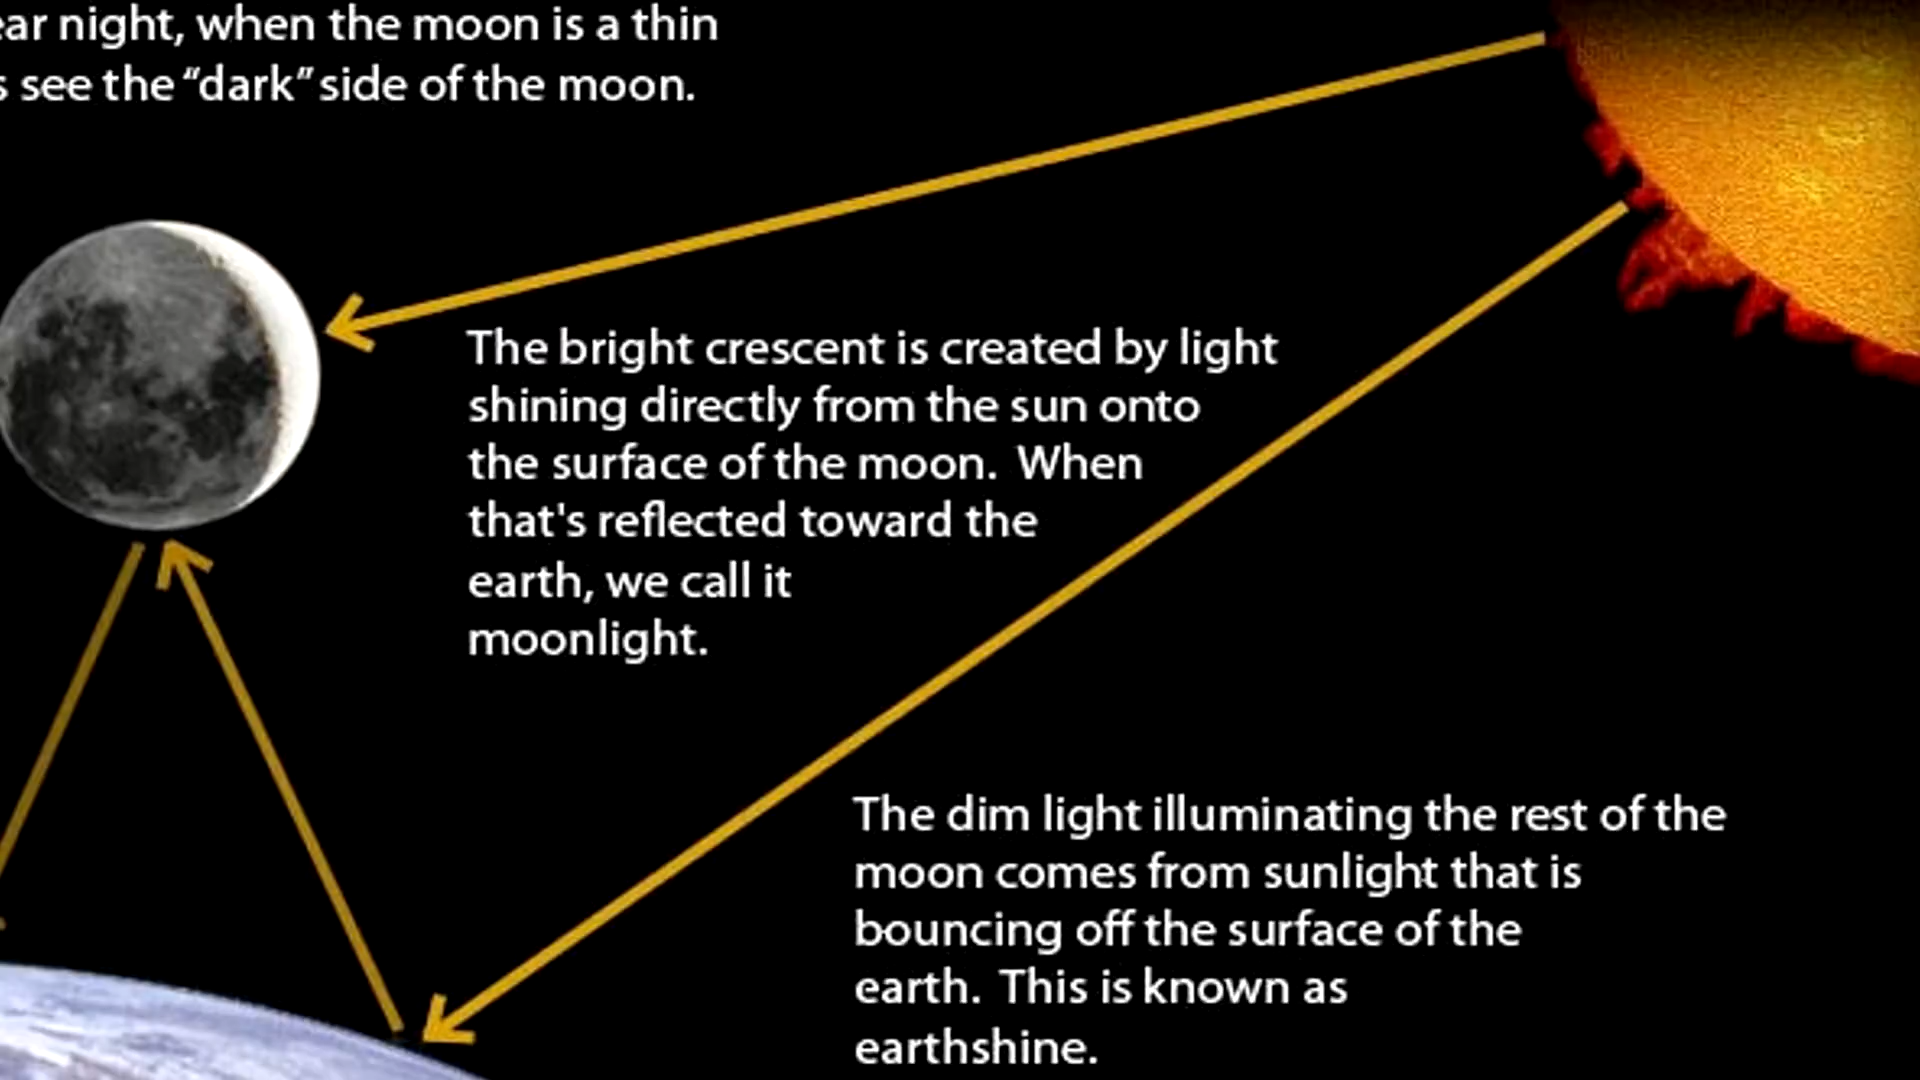 ear night, when the moon is a thin
s see the “dark” side of the moon.
The bright crescent is created by light
shining directly from the sun onto
the surface of the moon. When
that's reflected toward the
earth, we call it
moonlight.
The dim light illuminating the rest of the
moon comes from sunlight that is
bouncing off the surface of the
earth. This is known as
earthshine.